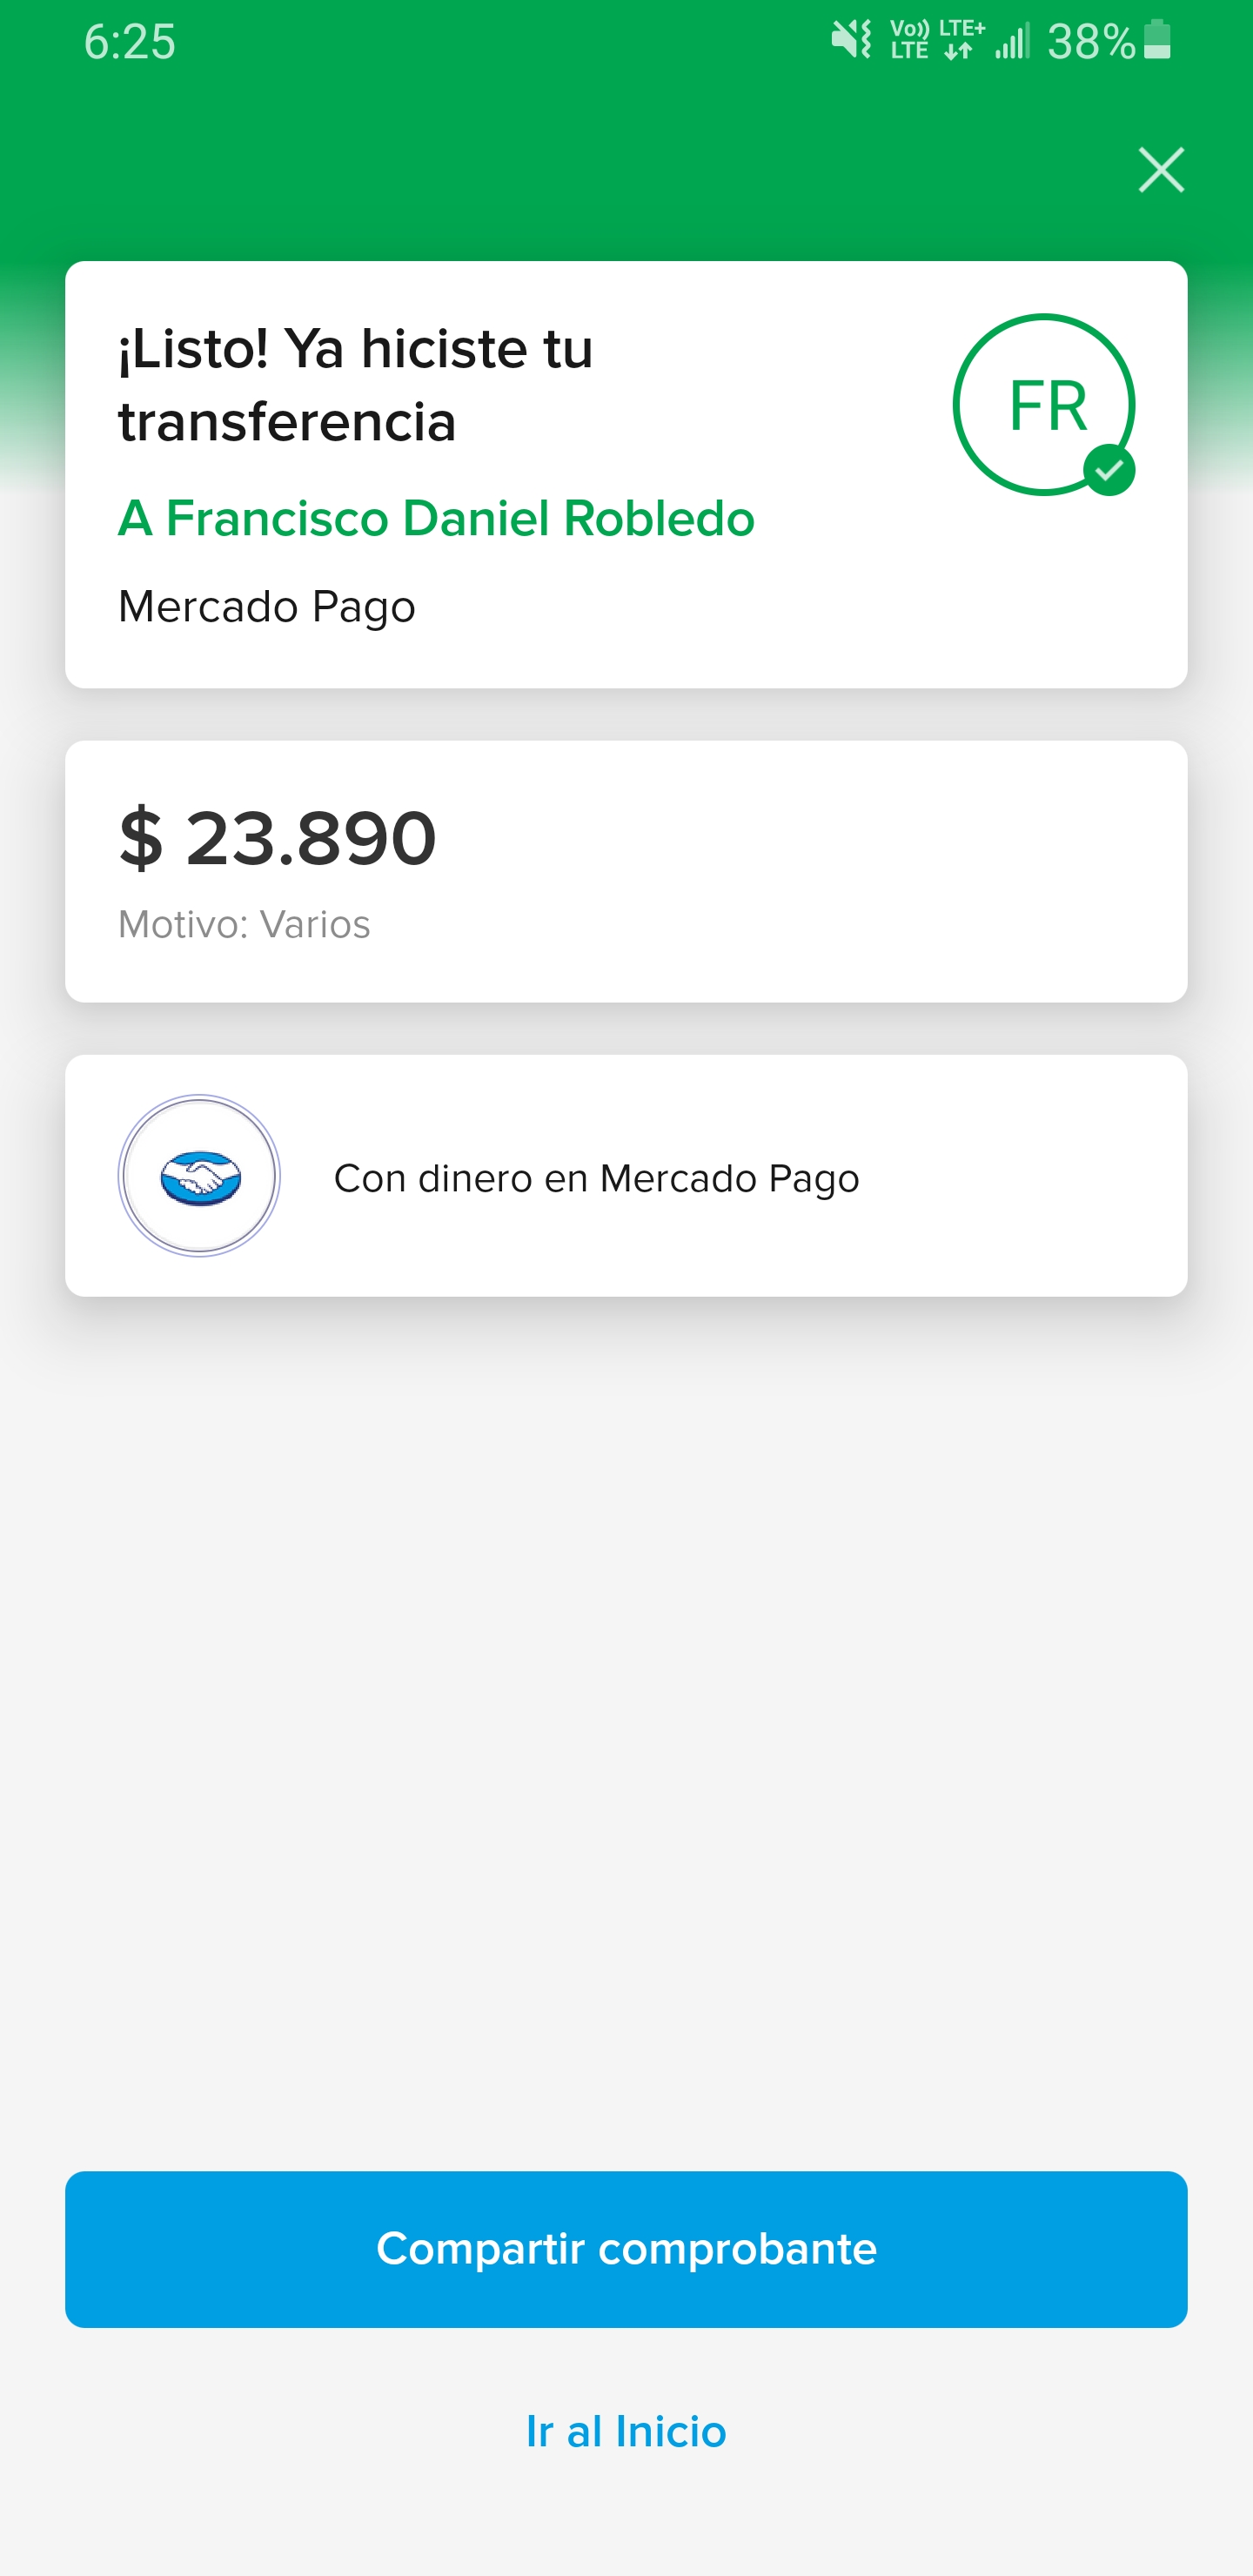 6:25
Vo)) LTE+
LTE
38%
¡Listo! Ya hiciste tu
transferencia
FR
A Francisco Daniel Robledo
Mercado Pago
$ 23.890
Motivo: Varios
Con dinero en Mercado Pago
Compartir comprobante
Ir al Inicio